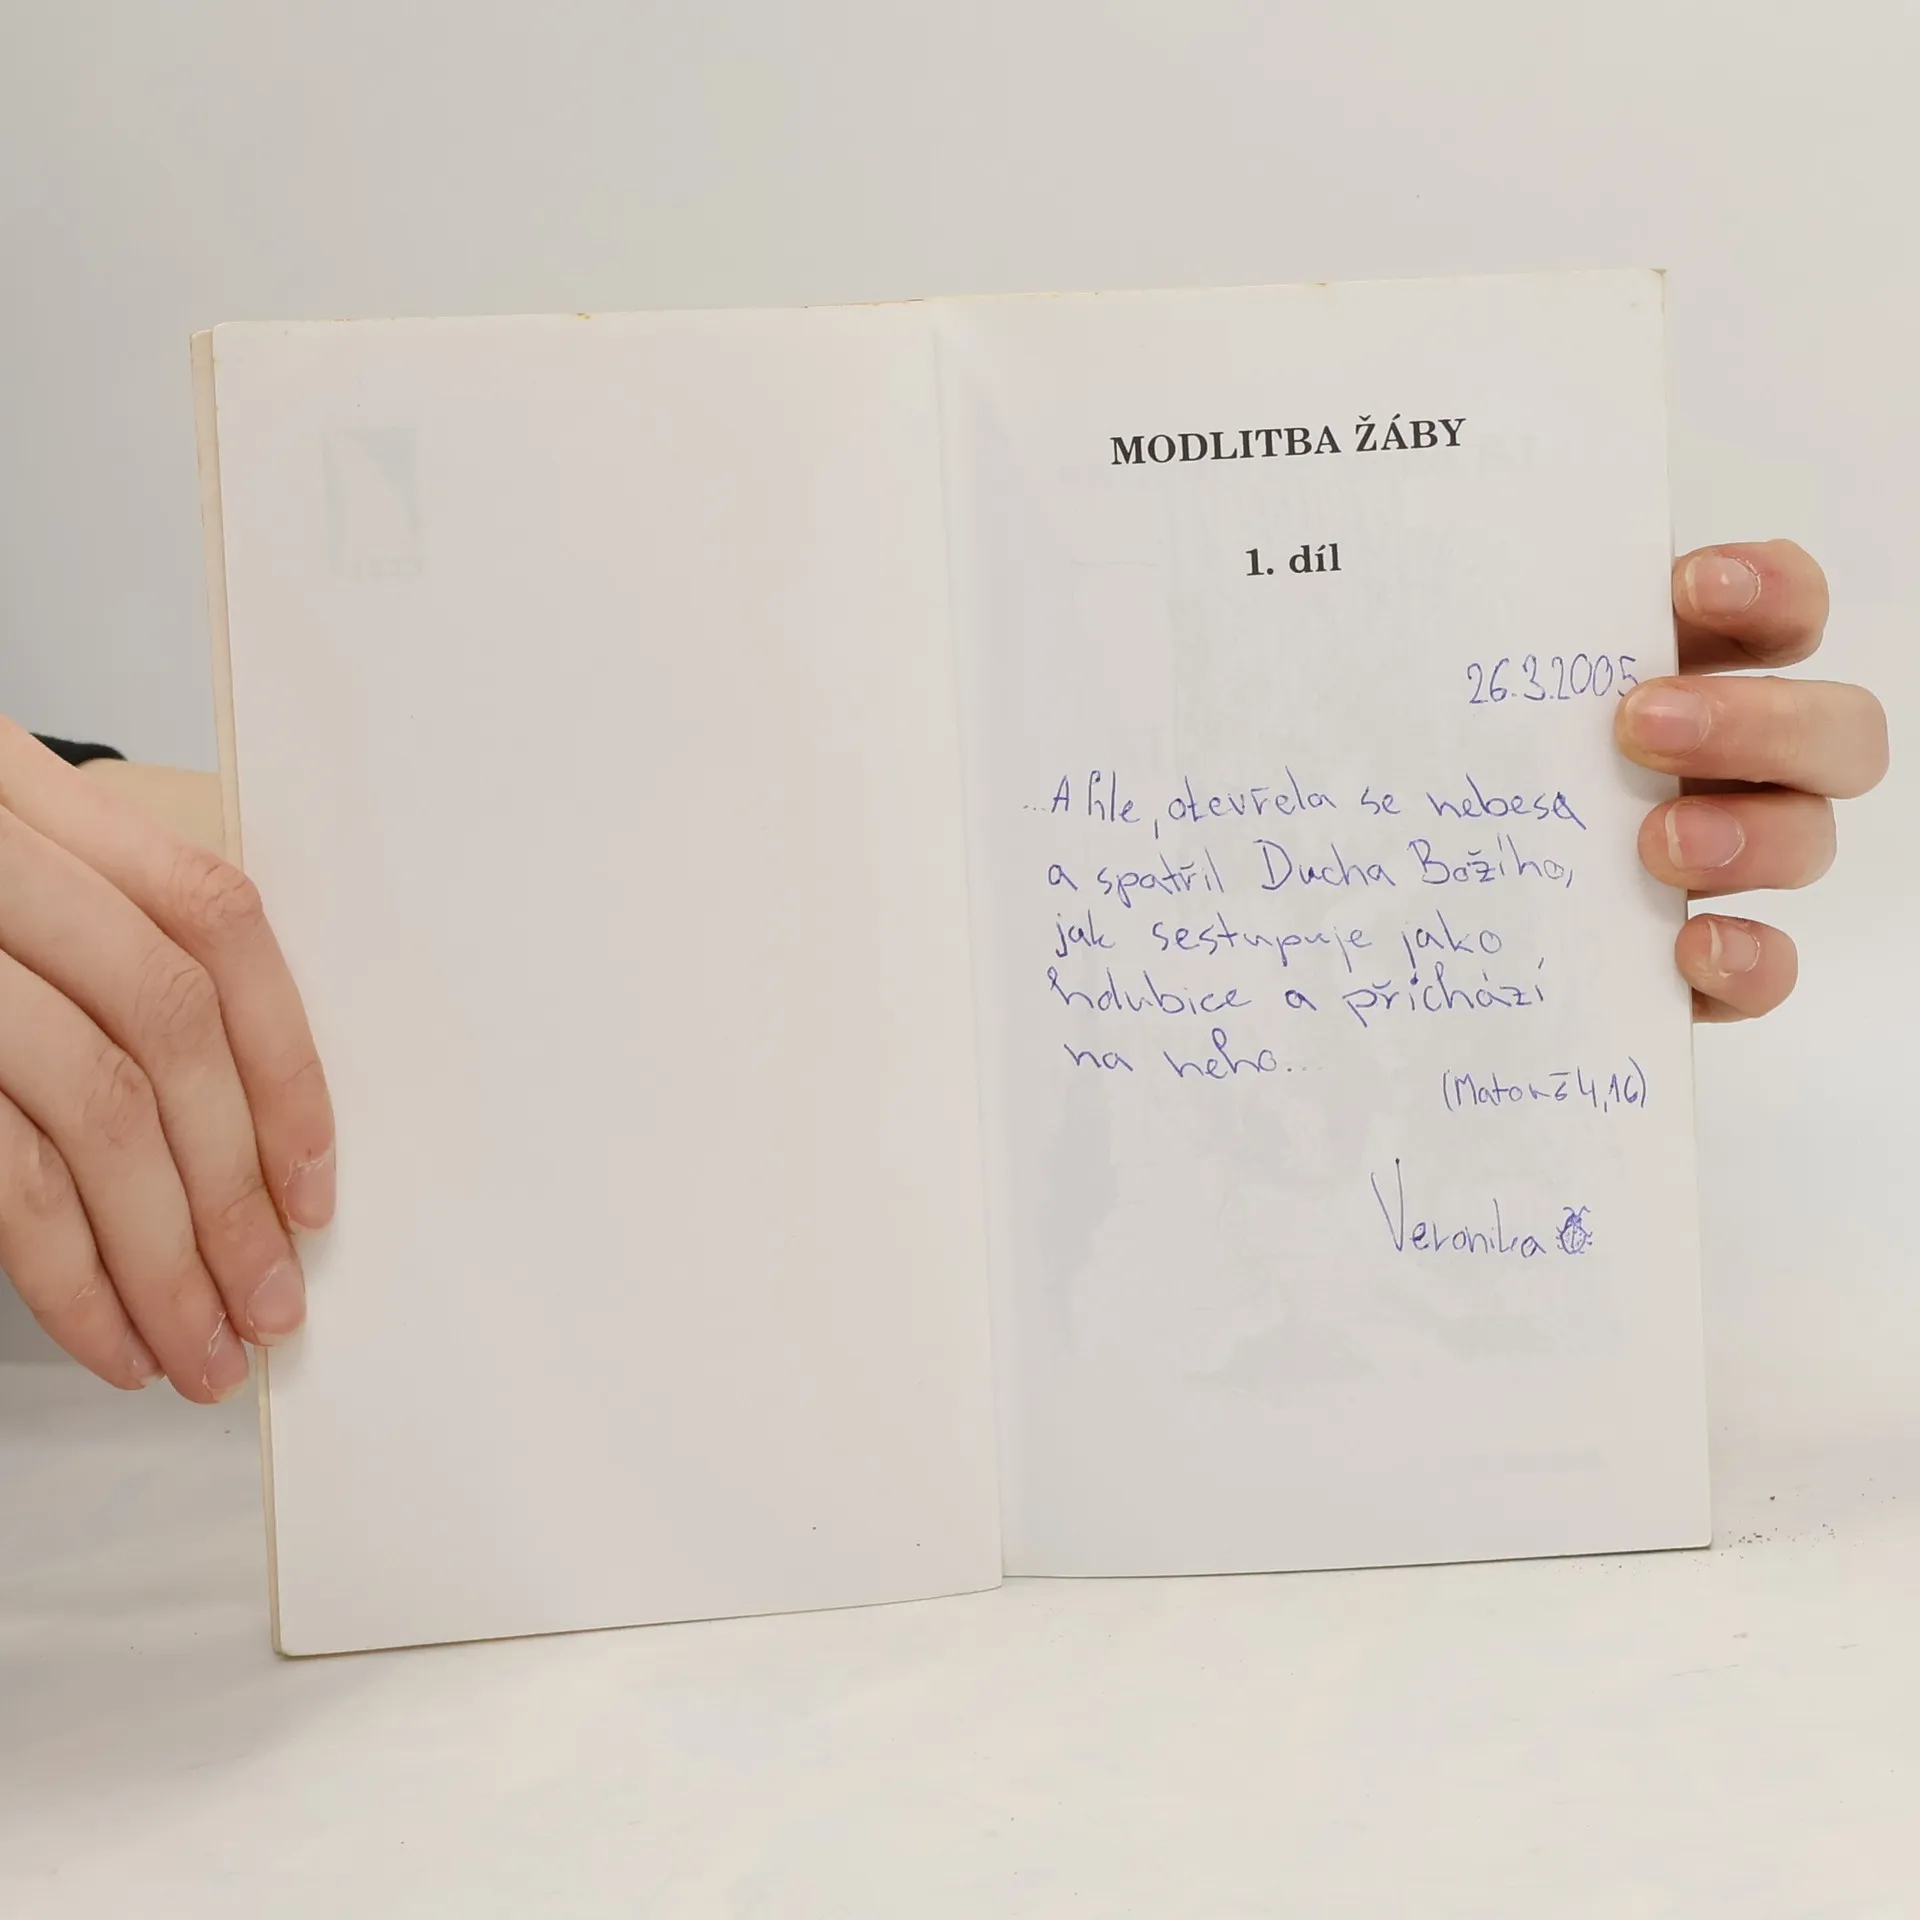 MODLITBA ŽÁBY
1. díl
26.3.2005
...A hle, otevřela se nebesa
a spatřil Ducha Božího,
jak sestupuje jako
holubice a přichází
na něho...
(Matouš 4,16)
Veronika